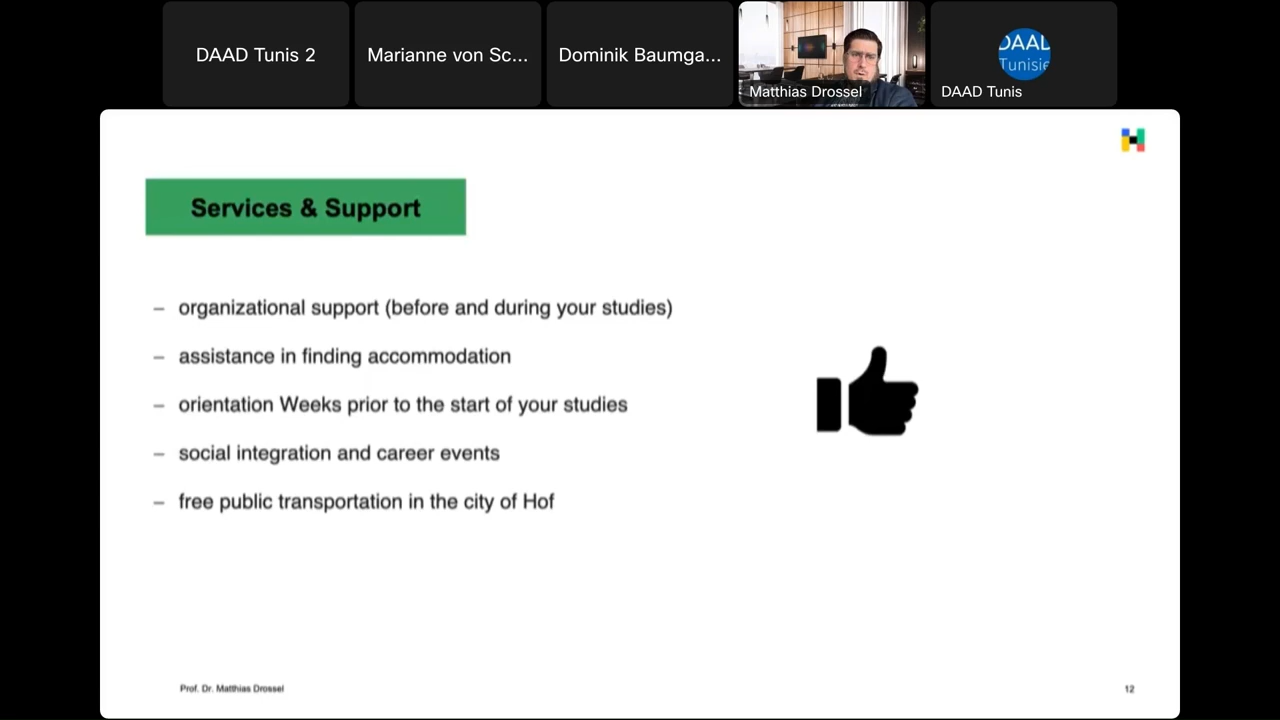 DAAD Tunis 2
Marianne von Sc...
Dominik Baumga...
Matthias Drossel
DAAD
Tunisie
DAAD Tunis
Services & Support
– organizational support (before and during your studies)
– assistance in finding accommodation
– orientation Weeks prior to the start of your studies
– social integration and career events
– free public transportation in the city of Hof
Prof. Dr. Matthias Drossel
12